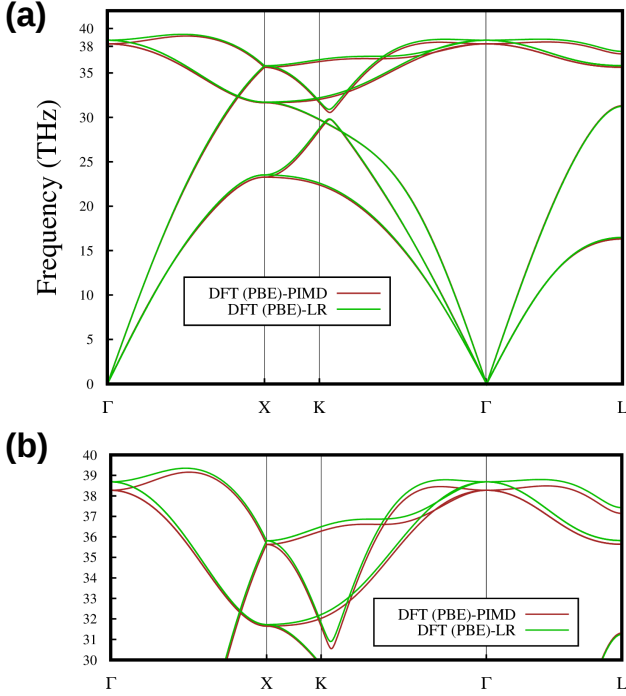 (a)
Frequency (THz)
40
38
35
30
25
20
15
10
5
0
DFT (PBE)-PIMD
DFT (PBE)-LR
Γ X K Γ L
(b)
40
39
38
37
36
35
34
33
32
31
30
DFT (PBE)-PIMD
DFT (PBE)-LR
Γ X K Γ L